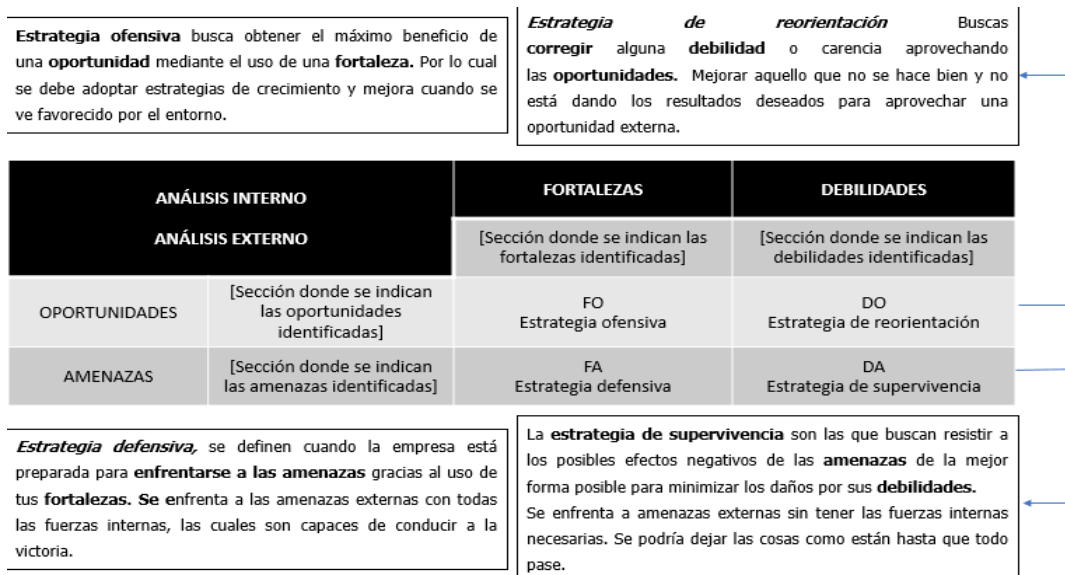 Estrategia ofensiva busca obtener el máximo beneficio de
una oportunidad mediante el uso de una fortaleza. Por lo cual
se debe adoptar estrategias de crecimiento y mejora cuando se
ve favorecido por el entorno.
Estrategia de reorientación Buscas
corregir alguna debilidad o carencia aprovechando
las oportunidades. Mejorar aquello que no se hace bien y no
está dando los resultados deseados para aprovechar una
oportunidad externa.
ANÁLISIS INTERNO
ANÁLISIS EXTERNO
FORTALEZAS
DEBILIDADES
[Sección donde se indican las
fortalezas identificadas]
[Sección donde se indican las
debilidades identificadas]
OPORTUNIDADES
[Sección donde se indican
las oportunidades
identificadas]
FO
Estrategia ofensiva
DO
Estrategia de reorientación
AMENAZAS
[Sección donde se indican
las amenazas identificadas]
FA
Estrategia defensiva
DA
Estrategia de supervivencia
Estrategia defensiva, se definen cuando la empresa está
preparada para enfrentarse a las amenazas gracias al uso de
tus fortalezas. Se enfrenta a las amenazas externas con todas
las fuerzas internas, las cuales son capaces de conducir a la
victoria.
La estrategia de supervivencia son las que buscan resistir a
los posibles efectos negativos de las amenazas de la mejor
forma posible para minimizar los daños por sus debilidades.
Se enfrenta a amenazas externas sin tener las fuerzas internas
necesarias. Se podría dejar las cosas como están hasta que todo
pase.